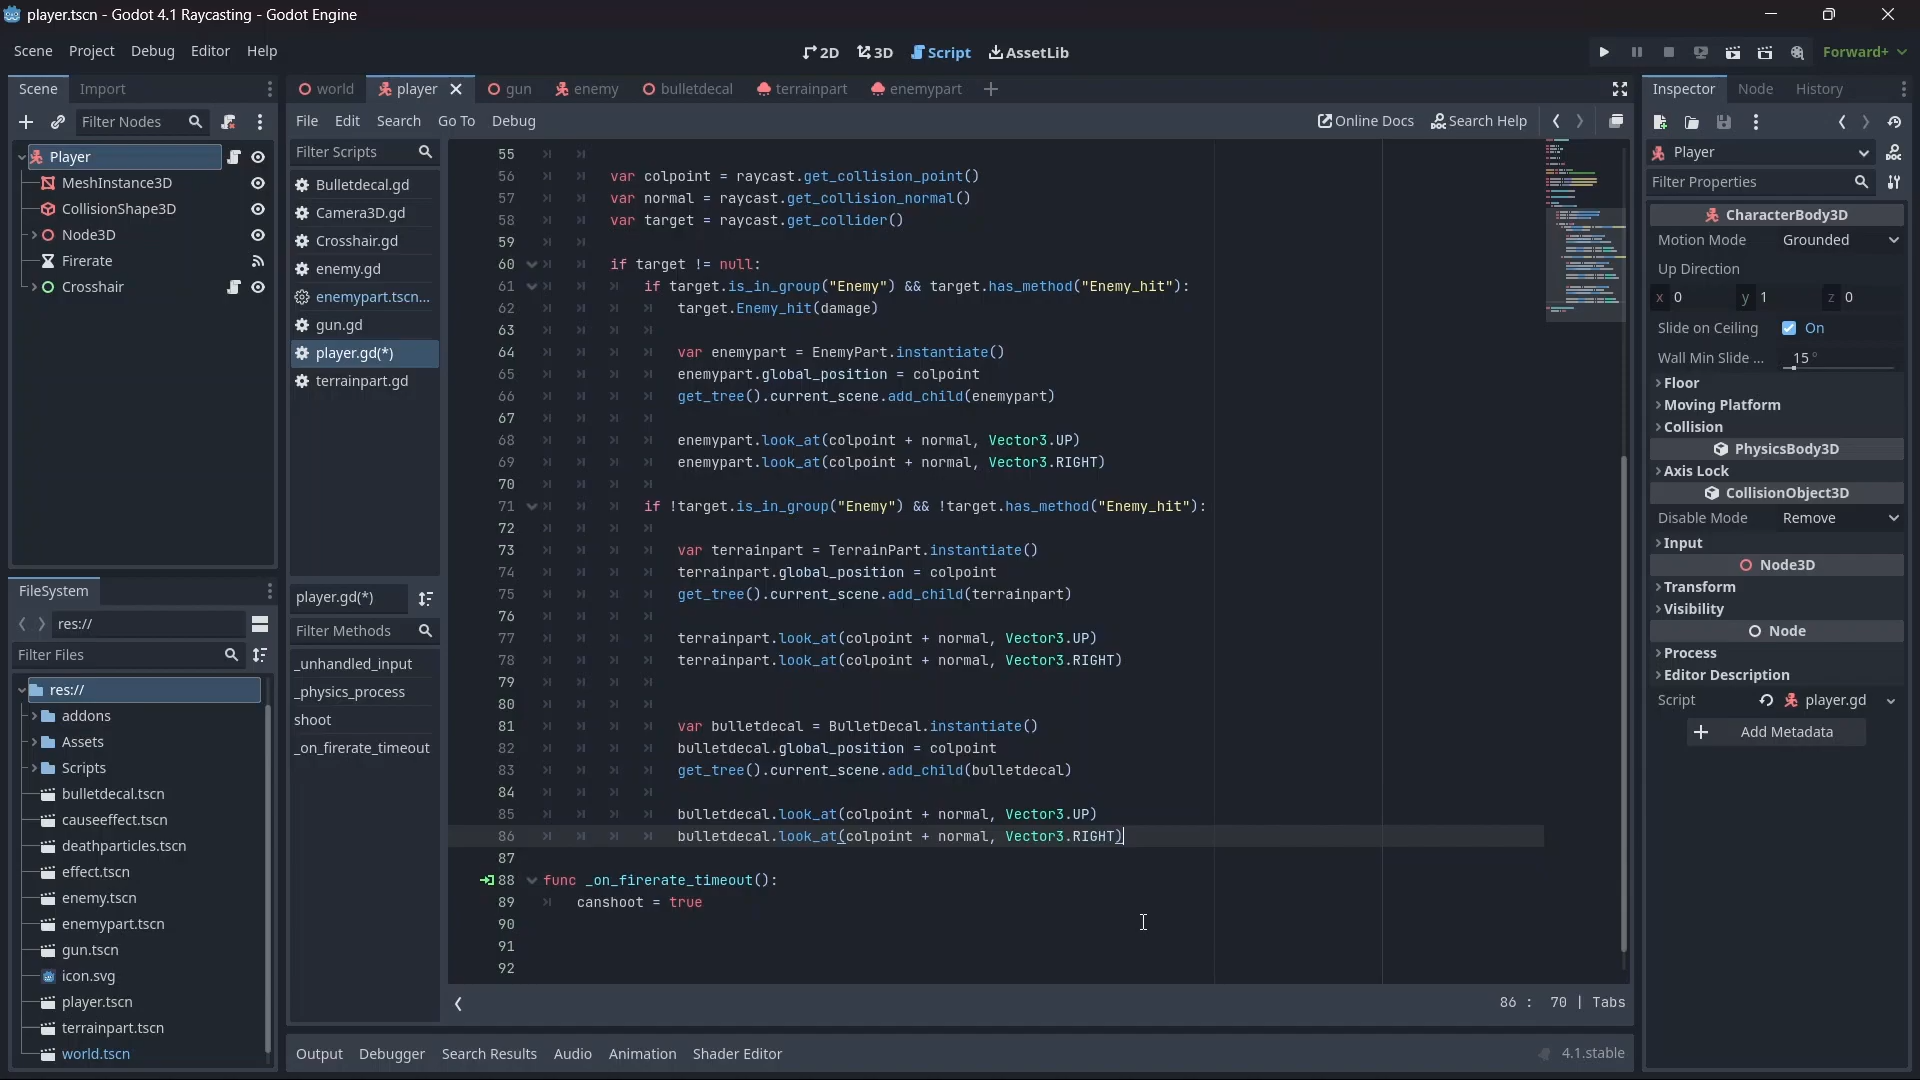 player.tscn - Godot 4.1 Raycasting - Godot Engine
Scene Project Debug Editor Help
2D 3D Script AssetLib
Forward+
Scene Import
Filter Nodes
Player
MeshInstance3D
CollisionShape3D
Node3D
Firerate
Crosshair
FileSystem
res://
Filter Files
res://
addons
Assets
Scripts
bulletdecal.tscn
causeeffect.tscn
deathparticles.tscn
effect.tscn
enemy.tscn
enemypart.tscn
gun.tscn
icon.svg
player.tscn
terrainpart.tscn
world.tscn
world player gun enemy bulletdecal terrainpart enemypart
File Edit Search Go To Debug
Online Docs Search Help
Filter Scripts
Bulletdecal.gd
Camera3D.gd
Crosshair.gd
enemy.gd
enemypart.tscn...
gun.gd
player.gd(*)
terrainpart.gd
player.gd(*)
Filter Methods
_unhandled_input
_physics_process
shoot
_on_firerate_timeout
55
56 var colpoint = raycast.get_collision_point()
57 var normal = raycast.get_collision_normal()
58 var target = raycast.get_collider()
59
60 if target != null:
61 if target.is_in_group("Enemy") && target.has_method("Enemy_hit"):
62 target.Enemy_hit(damage)
63
64 var enemypart = EnemyPart.instantiate()
65 enemypart.global_position = colpoint
66 get_tree().current_scene.add_child(enemypart)
67
68 enemypart.look_at(colpoint + normal, Vector3.UP)
69 enemypart.look_at(colpoint + normal, Vector3.RIGHT)
70
71 if !target.is_in_group("Enemy") && !target.has_method("Enemy_hit"):
72
73 var terrainpart = TerrainPart.instantiate()
74 terrainpart.global_position = colpoint
75 get_tree().current_scene.add_child(terrainpart)
76
77 terrainpart.look_at(colpoint + normal, Vector3.UP)
78 terrainpart.look_at(colpoint + normal, Vector3.RIGHT)
79
80
81 var bulletdecal = BulletDecal.instantiate()
82 bulletdecal.global_position = colpoint
83 get_tree().current_scene.add_child(bulletdecal)
84
85 bulletdecal.look_at(colpoint + normal, Vector3.UP)
86 bulletdecal.look_at(colpoint + normal, Vector3.RIGHT)
87
88 func _on_firerate_timeout():
89 canshoot = true
90
91
92
86 : 70 | Tabs
Output Debugger Search Results Audio Animation Shader Editor
4.1.stable
Inspector Node History
Player
Filter Properties
CharacterBody3D
Motion Mode Grounded
Up Direction
x 0 y 1 z 0
Slide on Ceiling On
Wall Min Slide ... 15 °
Floor
Moving Platform
Collision
PhysicsBody3D
Axis Lock
CollisionObject3D
Disable Mode Remove
Input
Node3D
Transform
Visibility
Node
Process
Editor Description
Script player.gd
Add Metadata